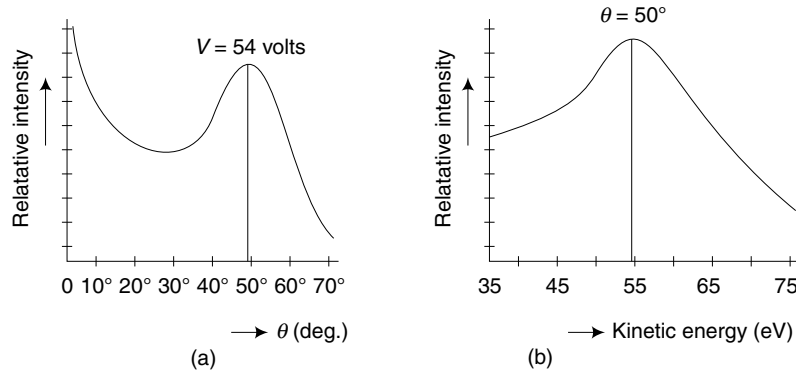 V = 54 volts
Relatative intensity
0 10° 20° 30° 40° 50° 60° 70°
θ (deg.)
(a)
θ = 50°
Relatative intensity
35 45 55 65 75
Kinetic energy (eV)
(b)